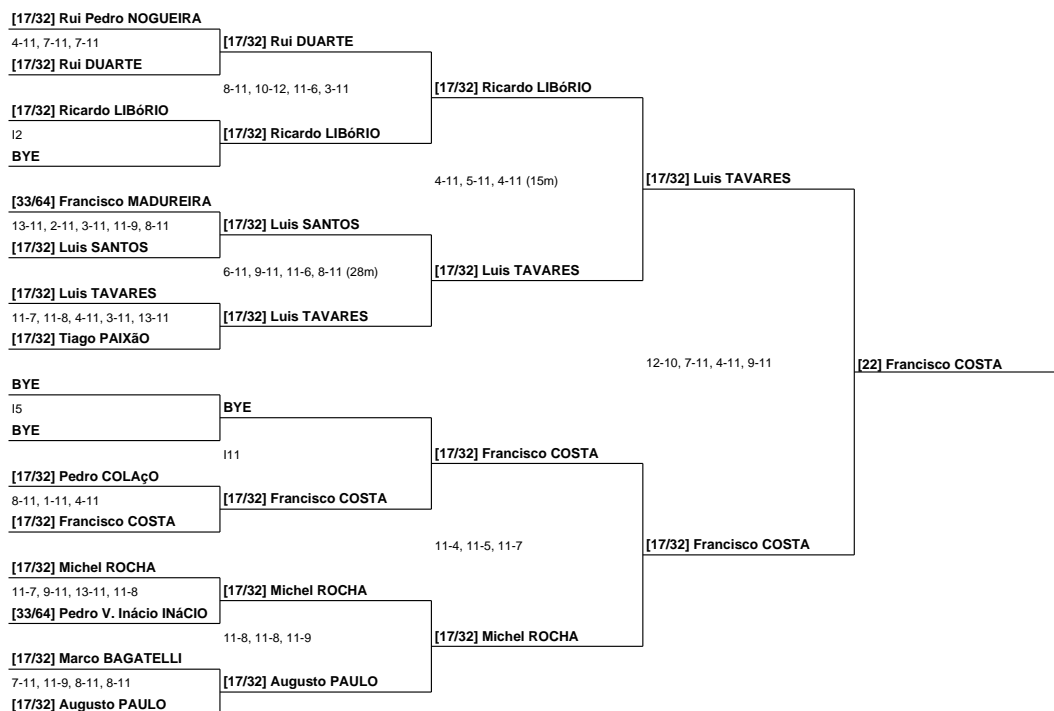 [17/32] Rui Pedro NOGUEIRA
4-11, 7-11, 7-11
[17/32] Rui DUARTE
[17/32] Ricardo LIBóRIO
I2
BYE
[33/64] Francisco MADUREIRA
13-11, 2-11, 3-11, 11-9, 8-11
[17/32] Luis SANTOS
[17/32] Luis TAVARES
11-7, 11-8, 4-11, 3-11, 13-11
[17/32] Tiago PAIXãO
BYE
I5
BYE
[17/32] Pedro COLAçO
8-11, 1-11, 4-11
[17/32] Francisco COSTA
[17/32] Michel ROCHA
11-7, 9-11, 13-11, 11-8
[33/64] Pedro V. Inácio INáCIO
[17/32] Marco BAGATELLI
7-11, 11-9, 8-11, 8-11
[17/32] Augusto PAULO
[17/32] Rui DUARTE
8-11, 10-12, 11-6, 3-11
[17/32] Ricardo LIBóRIO
[17/32] Luis SANTOS
6-11, 9-11, 11-6, 8-11 (28m)
[17/32] Luis TAVARES
BYE
I11
[17/32] Francisco COSTA
[17/32] Michel ROCHA
11-8, 11-8, 11-9
[17/32] Augusto PAULO
[17/32] Ricardo LIBóRIO
4-11, 5-11, 4-11 (15m)
[17/32] Luis TAVARES
[17/32] Francisco COSTA
11-4, 11-5, 11-7
[17/32] Michel ROCHA
[17/32] Luis TAVARES
12-10, 7-11, 4-11, 9-11
[17/32] Francisco COSTA
[22] Francisco COSTA